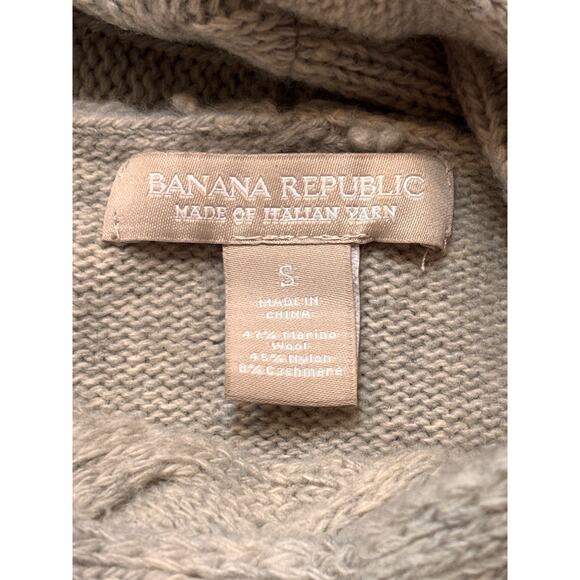 BANANA REPUBLIC
MADE OF ITALIAN YARN
S
MADE IN
CHINA
47% Merino
Wool
45% Nylon
8% Cashmere